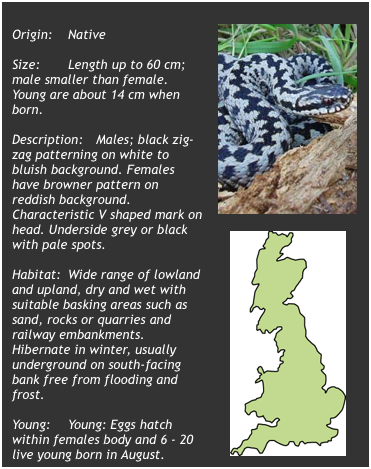 Origin: Native
Size: Length up to 60 cm;
male smaller than female.
Young are about 14 cm when
born.
Description: Males; black zig-
zag patterning on white to
bluish background. Females
have browner pattern on
reddish background.
Characteristic V shaped mark on
head. Underside grey or black
with pale spots.
Habitat: Wide range of lowland
and upland, dry and wet with
suitable basking areas such as
sand, rocks or quarries and
railway embankments.
Hibernate in winter, usually
underground on south-facing
bank free from flooding and
frost.
Young: Young: Eggs hatch
within females body and 6 - 20
live young born in August.